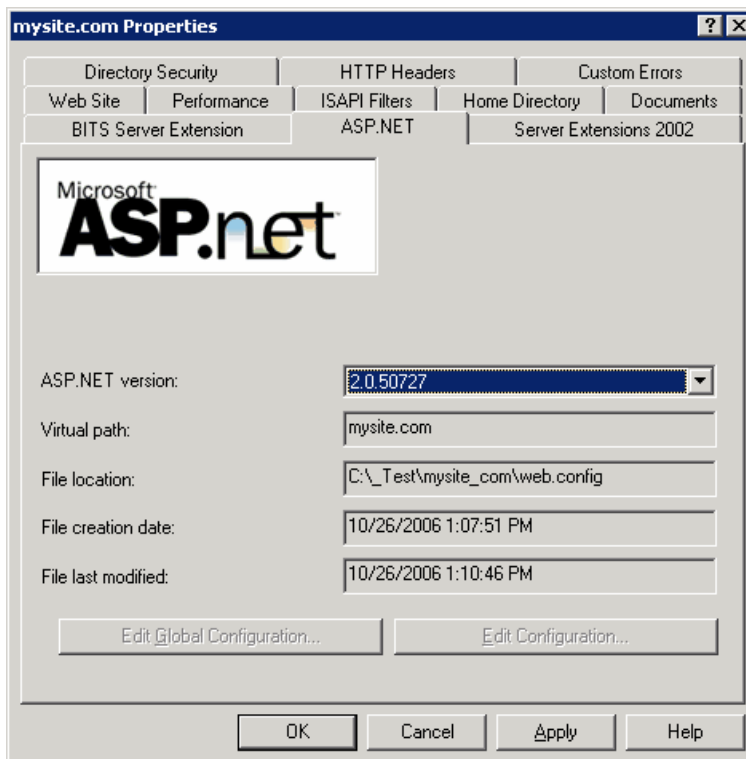 mysite.com Properties
Directory Security HTTP Headers Custom Errors
Web Site Performance ISAPI Filters Home Directory Documents
BITS Server Extension ASP.NET Server Extensions 2002
Microsoft
ASP.net
ASP.NET version: 2.0.50727
Virtual path: mysite.com
File location: C:\_Test\mysite_com\web.config
File creation date: 10/26/2006 1:07:51 PM
File last modified: 10/26/2006 1:10:46 PM
Edit Global Configuration... Edit Configuration...
OK Cancel Apply Help